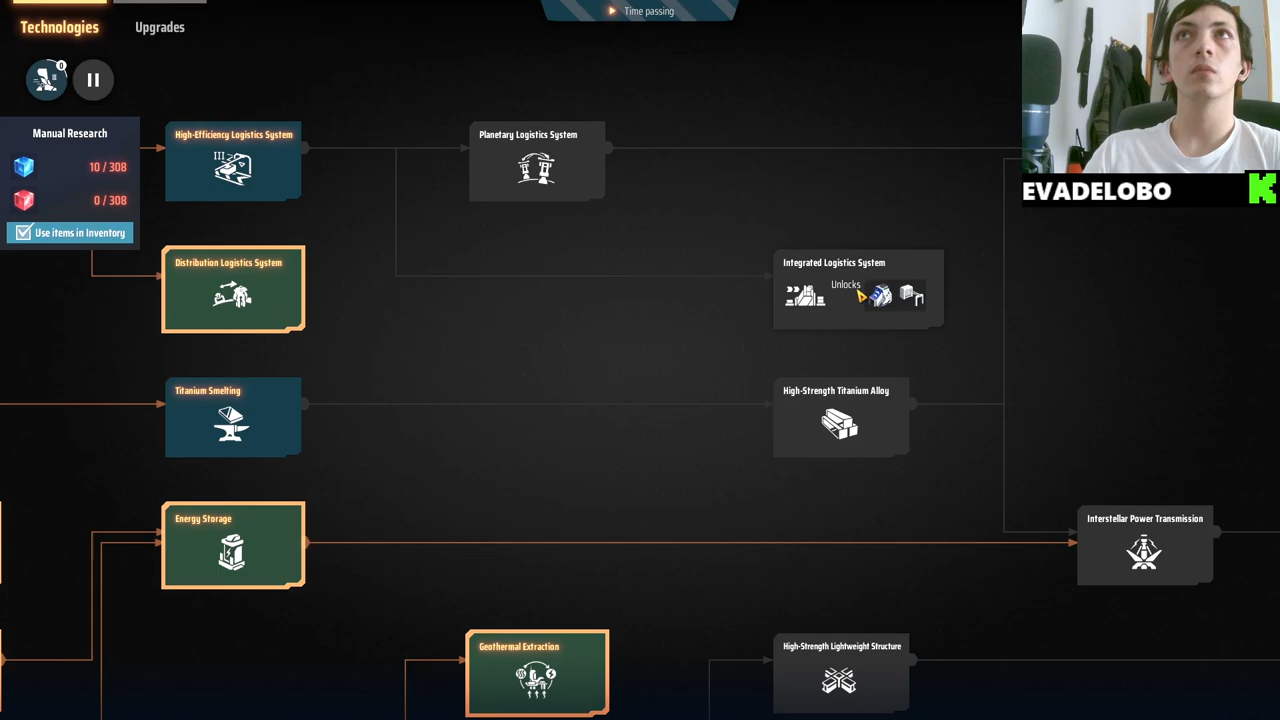 Technologies
Upgrades
Time passing
0
Manual Research
10 / 308
0 / 308
Use items in Inventory
High-Efficiency Logistics System
III
Planetary Logistics System
EVADELOBO
K
Distribution Logistics System
Integrated Logistics System
Unlocks
Titanium Smelting
High-Strength Titanium Alloy
Energy Storage
Interstellar Power Transmission
Geothermal Extraction
High-Strength Lightweight Structure